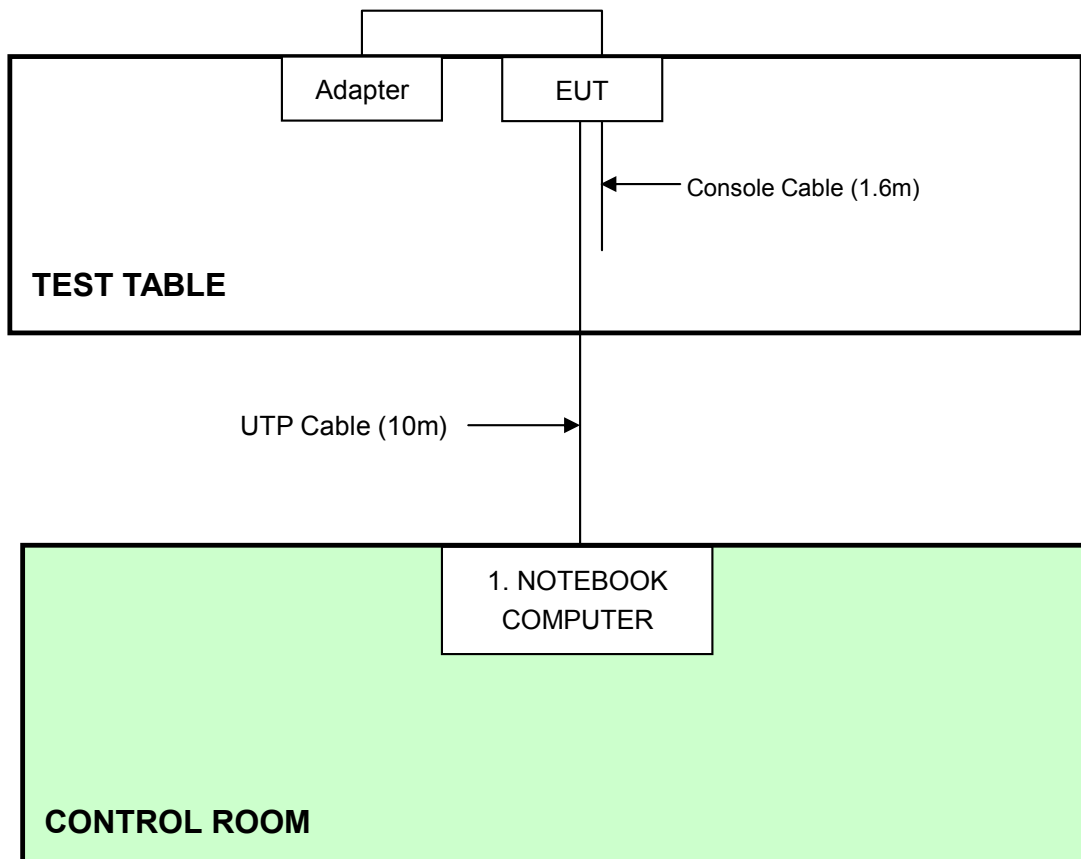 Adapter
EUT
Console Cable (1.6m)
TEST TABLE
UTP Cable (10m)
1. NOTEBOOK
COMPUTER
CONTROL ROOM